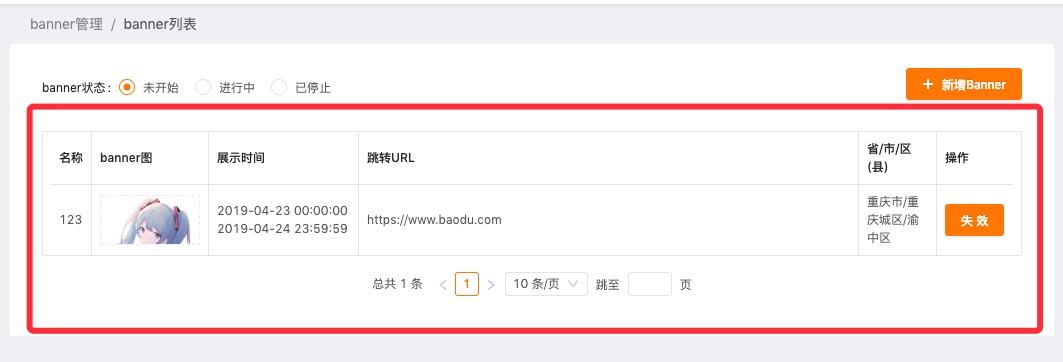 banner管理 / banner列表
banner状态: 未开始 进行中 已停止
+ 新增Banner
名称 banner图 展示时间 跳转URL 省/市/区(县) 操作
123
2019-04-23 00:00:00
2019-04-24 23:59:59
https://www.baodu.com
重庆市/重
庆城区/渝
中区
失 效
总共 1 条 < 1 > 10 条/页 跳至 页